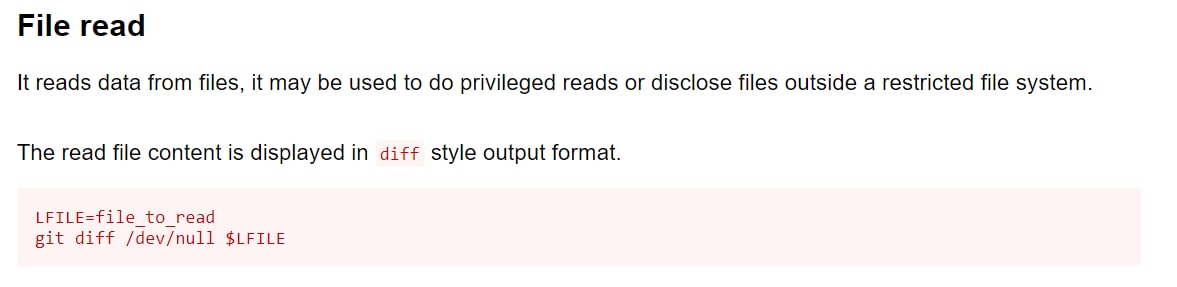 File read
It reads data from files, it may be used to do privileged reads or disclose files outside a restricted file system.
The read file content is displayed in diff style output format.
LFILE=file_to_read
git diff /dev/null $LFILE